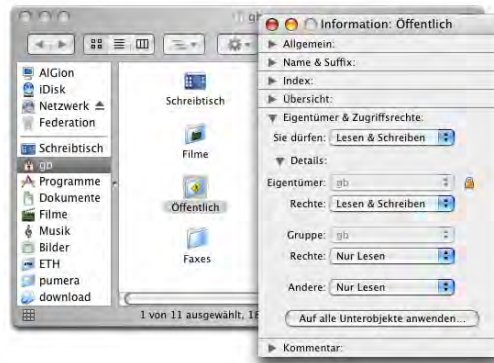 gb
AlGion
iDisk
Netzwerk
Federation
Schreibtisch
gb
Programme
Dokumente
Filme
Musik
Bilder
ETH
pumera
download
Schreibtisch
Filme
Öffentlich
Faxes
1 von 11 ausgewählt, 18
Information: Öffentlich
Allgemein:
Name & Suffix:
Index:
Übersicht:
Eigentümer & Zugriffsrechte:
Sie dürfen: Lesen & Schreiben
Details:
Eigentümer: gb
Rechte: Lesen & Schreiben
Gruppe: gb
Rechte: Nur Lesen
Andere: Nur Lesen
Auf alle Unterobjekte anwenden...
Kommentar: